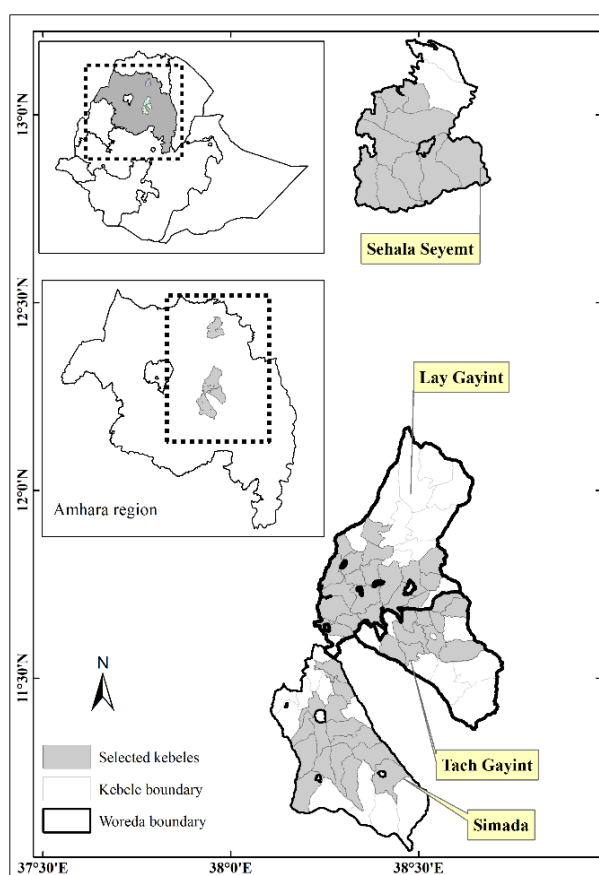 13°0'N
Sehala Seyemt
12°30'N
Lay Gayint
12°0'N
Amhara region
11°30'N
N
Selected kebeles
Kebele boundary
Woreda boundary
Tach Gayint
Simada
37°30'E
38°0'E
38°30'E